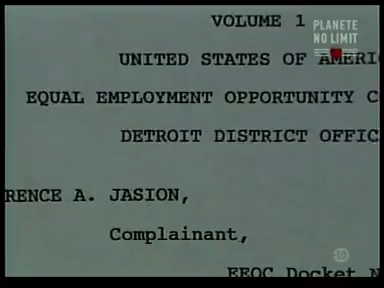 VOLUME 1
PLANETE
NO LIMIT
UNITED STATES OF AMERIC
EQUAL EMPLOYMENT OPPORTUNITY C
DETROIT DISTRICT OFFIC
RENCE A. JASION,
Complainant,
EEOC Docket N